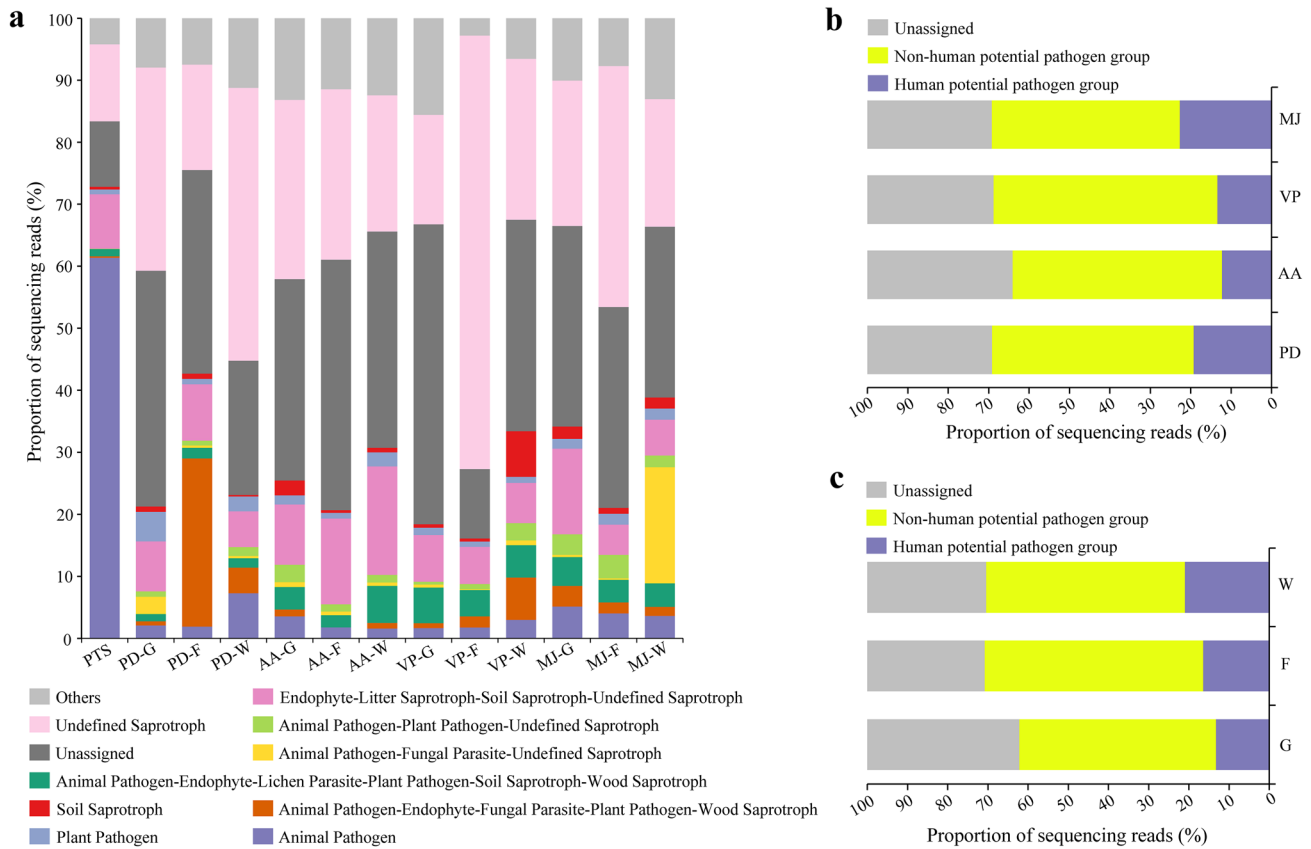 a
Proportion of sequencing reads (%)
100
90
80
70
60
50
40
30
20
10
0
PTS
PD-G
PD-F
PD-W
AA-G
AA-F
AA-W
VP-G
VP-F
VP-W
MJ-G
MJ-F
MJ-W
Others
Undefined Saprotroph
Unassigned
Animal Pathogen-Endophyte-Lichen Parasite-Plant Pathogen-Soil Saprotroph-Wood Saprotroph
Soil Saprotroph
Plant Pathogen
Endophyte-Litter Saprotroph-Soil Saprotroph-Undefined Saprotroph
Animal Pathogen-Plant Pathogen-Undefined Saprotroph
Animal Pathogen-Fungal Parasite-Undefined Saprotroph
Animal Pathogen-Endophyte-Fungal Parasite-Plant Pathogen-Wood Saprotroph
Animal Pathogen
b
Unassigned
Non-human potential pathogen group
Human potential pathogen group
MJ
VP
AA
PD
100 90 80 70 60 50 40 30 20 10 0
Proportion of sequencing reads (%)
c
Unassigned
Non-human potential pathogen group
Human potential pathogen group
W
F
G
100 90 80 70 60 50 40 30 20 10 0
Proportion of sequencing reads (%)